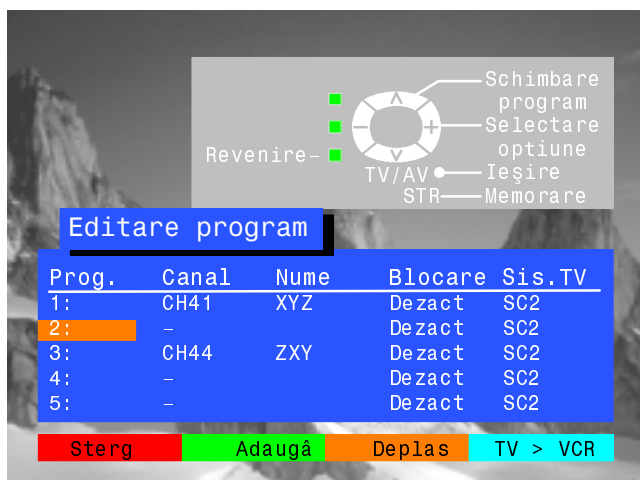 Schimbare
program
Selectare
Revenire- optiune
TV/AV Ieşire
STR Memorare
Editare program
Prog. Canal Nume Blocare Sis.TV
1: CH41 XYZ Dezact SC2
2: – Dezact SC2
3: CH44 ZXY Dezact SC2
4: – Dezact SC2
5: – Dezact SC2
Sterg Adaugâ Deplas TV > VCR